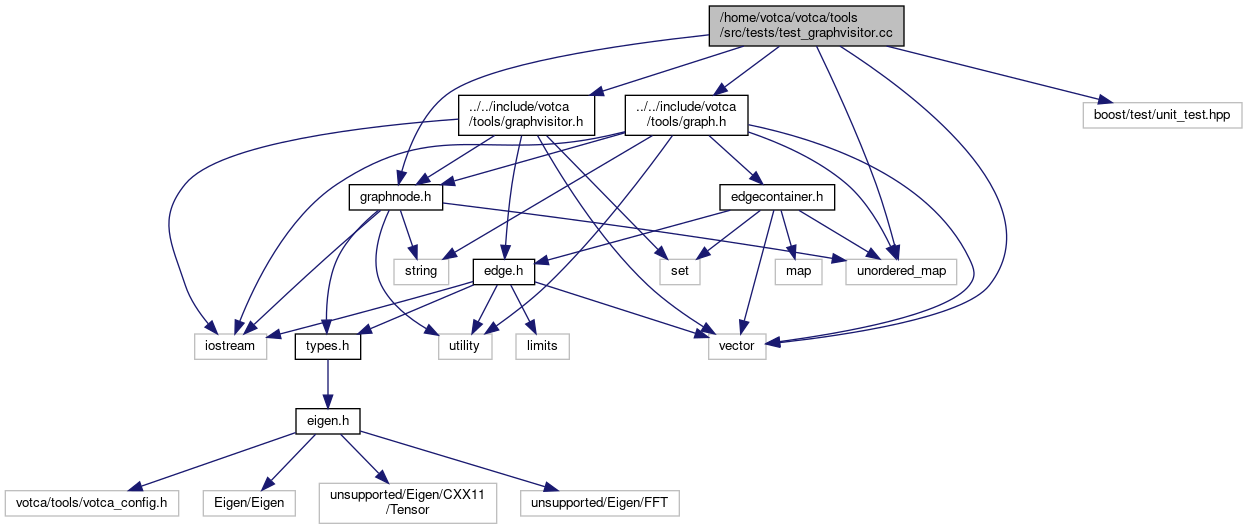 /home/votca/votca/tools
/src/tests/test_graphvisitor.cc
../../include/votca
/tools/graphvisitor.h
../../include/votca
/tools/graph.h
boost/test/unit_test.hpp
graphnode.h
edgecontainer.h
string
edge.h
set
map
unordered_map
iostream
types.h
utility
limits
vector
eigen.h
votca/tools/votca_config.h
Eigen/Eigen
unsupported/Eigen/CXX11
/Tensor
unsupported/Eigen/FFT